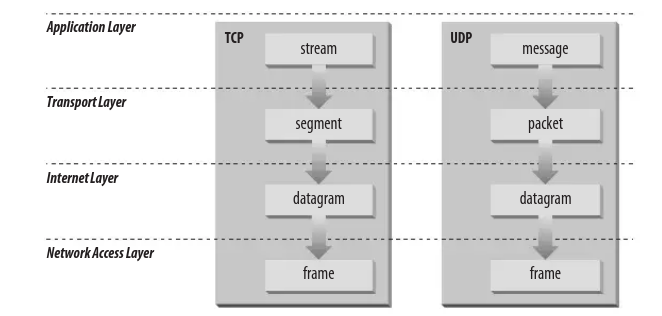 Application Layer
TCP
stream
UDP
message
Transport Layer
segment
packet
Internet Layer
datagram
datagram
Network Access Layer
frame
frame